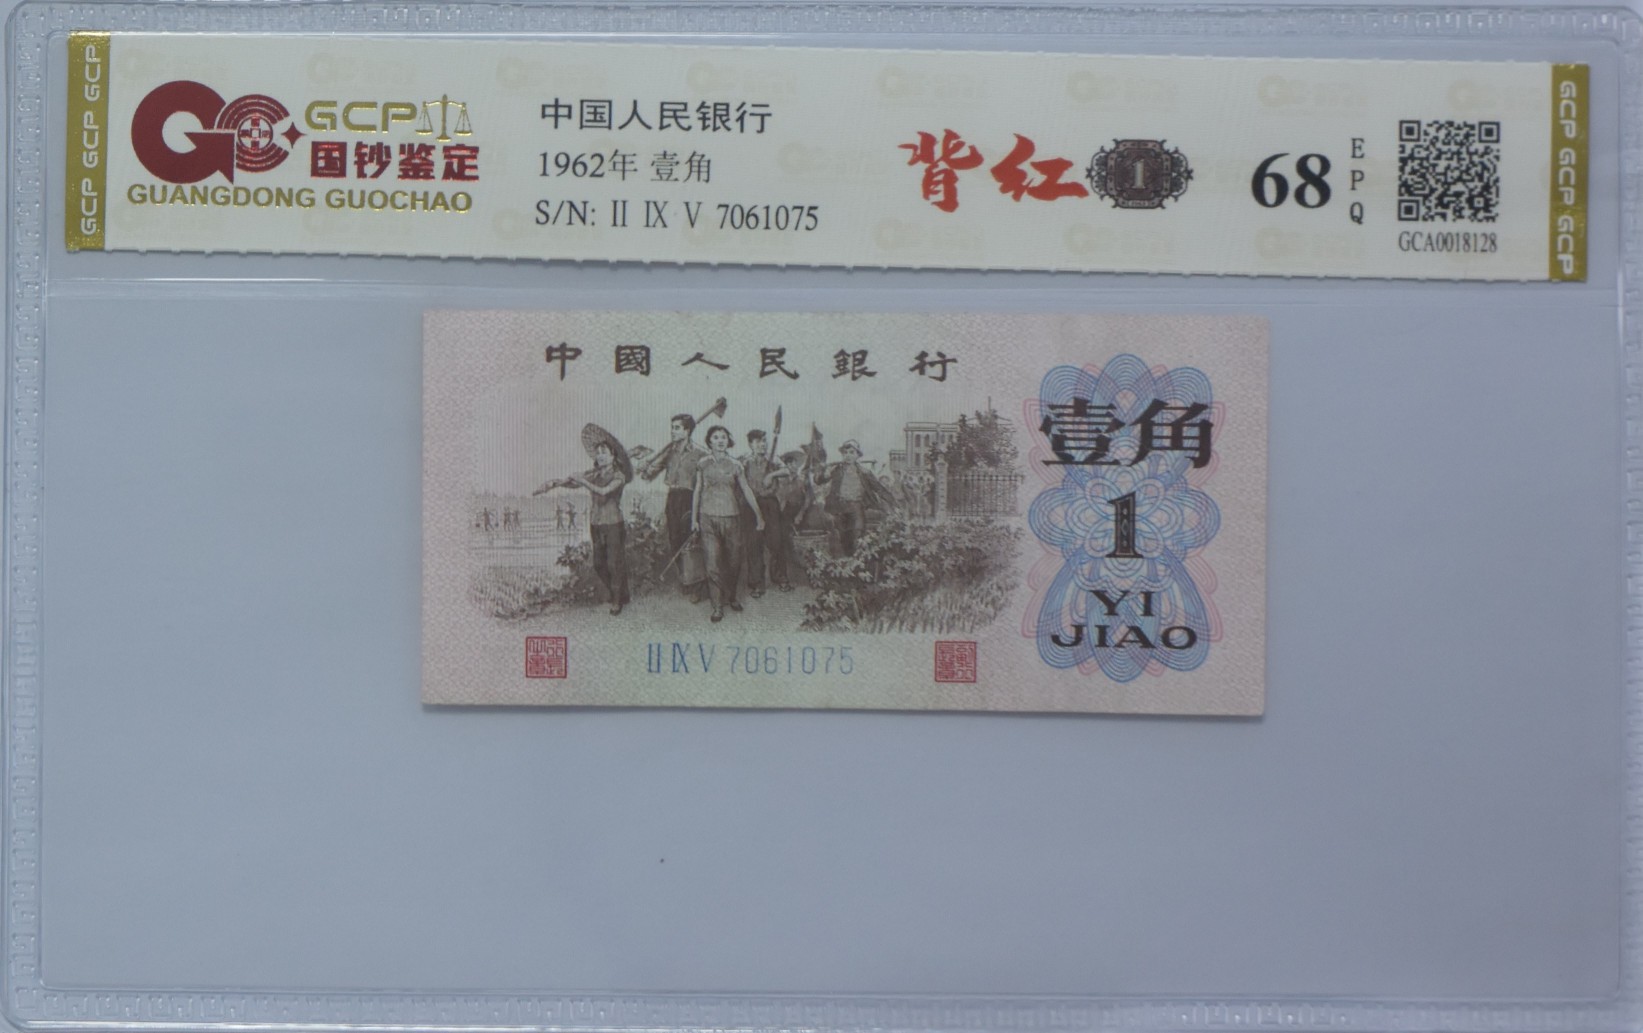 GCP GCP GCP
GCP
国钞鉴定
GUANGDONG GUOCHAO
中国人民银行
1962年 壹角
S/N: II IX V 7061075
背红
1
68
EPQ
GCA0018128
GCP GCP GCP
中國人民銀行
壹角
1
YI
JIAO
II IX V 7061075